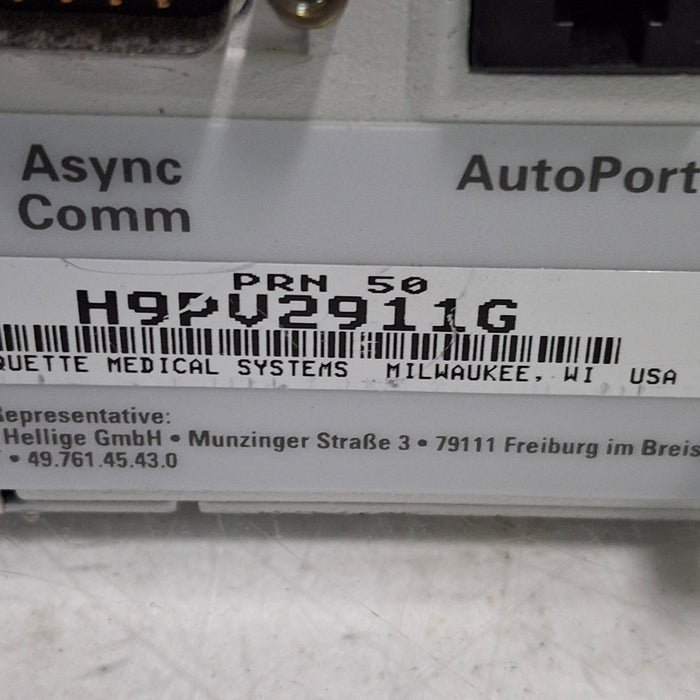 Async
Comm
AutoPort
PRN 50
H9PV2911G
QUETTE MEDICAL SYSTEMS MILWAUKEE, WI USA
Representative:
Hellige GmbH • Munzinger Straße 3 • 79111 Freiburg im Breis
• 49.761.45.43.0